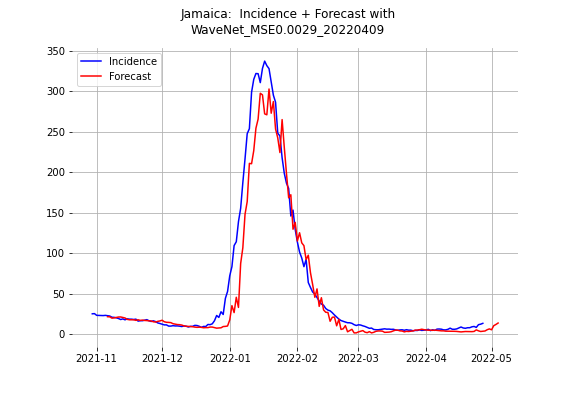 Jamaica:  Incidence + Forecast with
WaveNet_MSE0.0029_20220409
Incidence
Forecast
350
300
250
200
150
100
50
0
2021-11 2021-12 2022-01 2022-02 2022-03 2022-04 2022-05